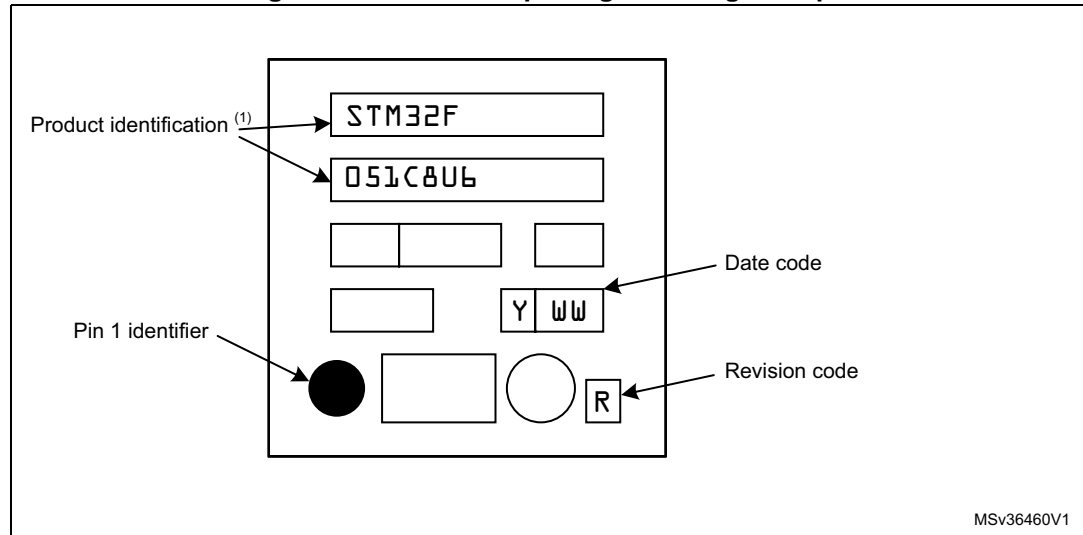 STM32F
Product identification (1)
051C8U6
Date code
Y WW
Pin 1 identifier
Revision code
R
MSv36460V1